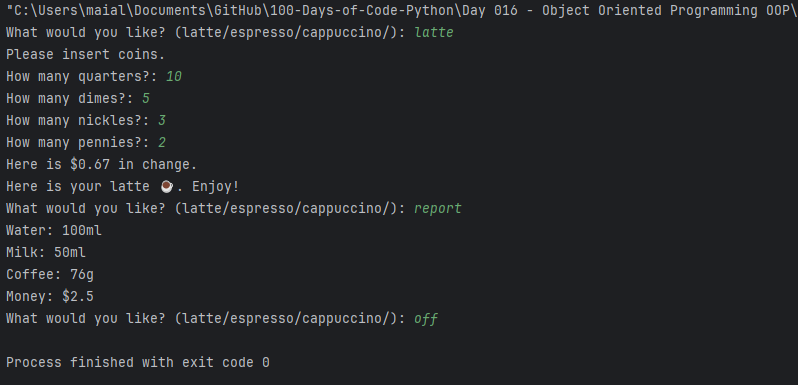 "C:\Users\maial\Documents\GitHub\100-Days-of-Code-Python\Day 016 - Object Oriented Programming OOP\
What would you like? (latte/espresso/cappuccino/): latte
Please insert coins.
How many quarters?: 10
How many dimes?: 5
How many nickles?: 3
How many pennies?: 2
Here is $0.67 in change.
Here is your latte ☕. Enjoy!
What would you like? (latte/espresso/cappuccino/): report
Water: 100ml
Milk: 50ml
Coffee: 76g
Money: $2.5
What would you like? (latte/espresso/cappuccino/): off
Process finished with exit code 0